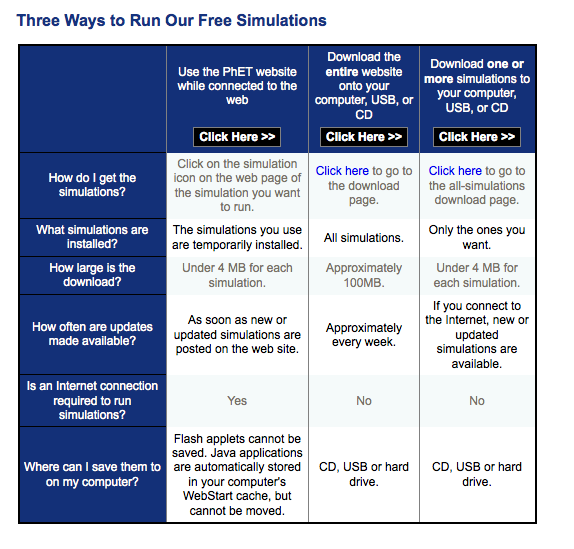 Three Ways to Run Our Free Simulations
Use the PhET website
while connected to the
web
Click Here >>
Download the
entire website
onto your
computer, USB, or
CD
Click Here >>
Download one or
more simulations to
your computer,
USB, or CD
Click Here >>
How do I get the
simulations?
Click on the simulation
icon on the web page of
the simulation you want
to run.
Click here to go to
the download
page.
Click here to go to
the all-simulations
download page.
What simulations are
installed?
The simulations you use
are temporarily installed.
All simulations.
Only the ones you
want.
How large is the
download?
Under 4 MB for each
simulation.
Approximately
100MB.
Under 4 MB for
each simulation.
How often are updates
made available?
As soon as new or
updated simulations are
posted on the web site.
Approximately
every week.
If you connect to
the Internet, new or
updated
simulations are
available.
Is an Internet connection
required to run
simulations?
Yes
No
No
Where can I save them to
on my computer?
Flash applets cannot be
saved. Java applications
are automatically stored
in your computer's
WebStart cache, but
cannot be moved.
CD, USB or hard
drive.
CD, USB or hard
drive.